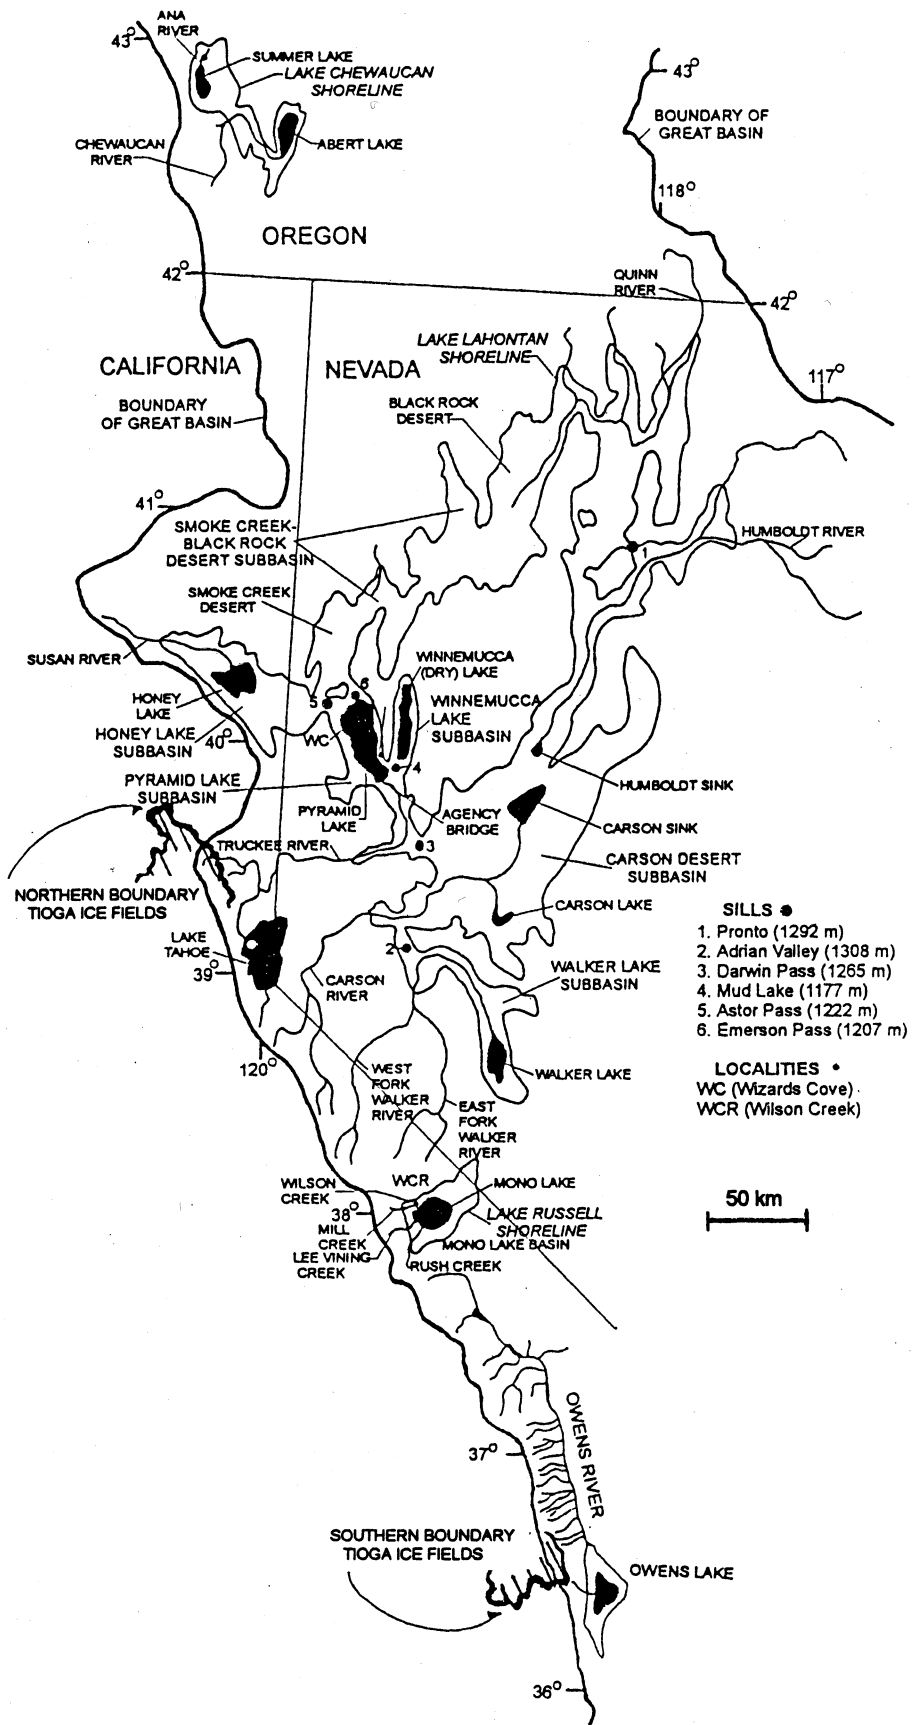 ANA
RIVER
43°
SUMMER LAKE
LAKE CHEWAUCAN
SHORELINE
43°
BOUNDARY OF
GREAT BASIN
CHEWAUCAN
RIVER
ABERT LAKE
118°
OREGON
42°
QUINN
RIVER
42°
LAKE LAHONTAN
SHORELINE
CALIFORNIA
NEVADA
117°
BOUNDARY
OF GREAT BASIN
BLACK ROCK
DESERT
41°
SMOKE CREEK-
BLACK ROCK
DESERT SUBBASIN
HUMBOLDT RIVER
1
SMOKE CREEK
DESERT
SUSAN RIVER
WINNEMUCCA
(DRY) LAKE
6
5
HONEY
LAKE
WINNEMUCCA
LAKE
SUBBASIN
HONEY LAKE
SUBBASIN
40°
WC
4
PYRAMID LAKE
SUBBASIN
HUMBOLDT SINK
PYRAMID
LAKE
AGENCY
BRIDGE
CARSON SINK
TRUCKEE RIVER
3
CARSON DESERT
SUBBASIN
NORTHERN BOUNDARY
TIOGA ICE FIELDS
CARSON LAKE
SILLS ●
1. Pronto (1292 m)
2. Adrian Valley (1308 m)
3. Darwin Pass (1265 m)
4. Mud Lake (1177 m)
5. Astor Pass (1222 m)
6. Emerson Pass (1207 m)
LAKE
TAHOE
39°
2
CARSON
RIVER
WALKER LAKE
SUBBASIN
120°
WEST
FORK
WALKER
RIVER
WALKER LAKE
LOCALITIES •
WC (Wizards Cove)
WCR (Wilson Creek)
EAST
FORK
WALKER
RIVER
WCR
WILSON
CREEK
MONO LAKE
38°
LAKE RUSSELL
SHORELINE
50 km
MILL
CREEK
MONO LAKE BASIN
LEE VINING
CREEK
RUSH CREEK
OWENS RIVER
37°
SOUTHERN BOUNDARY
TIOGA ICE FIELDS
OWENS LAKE
36°